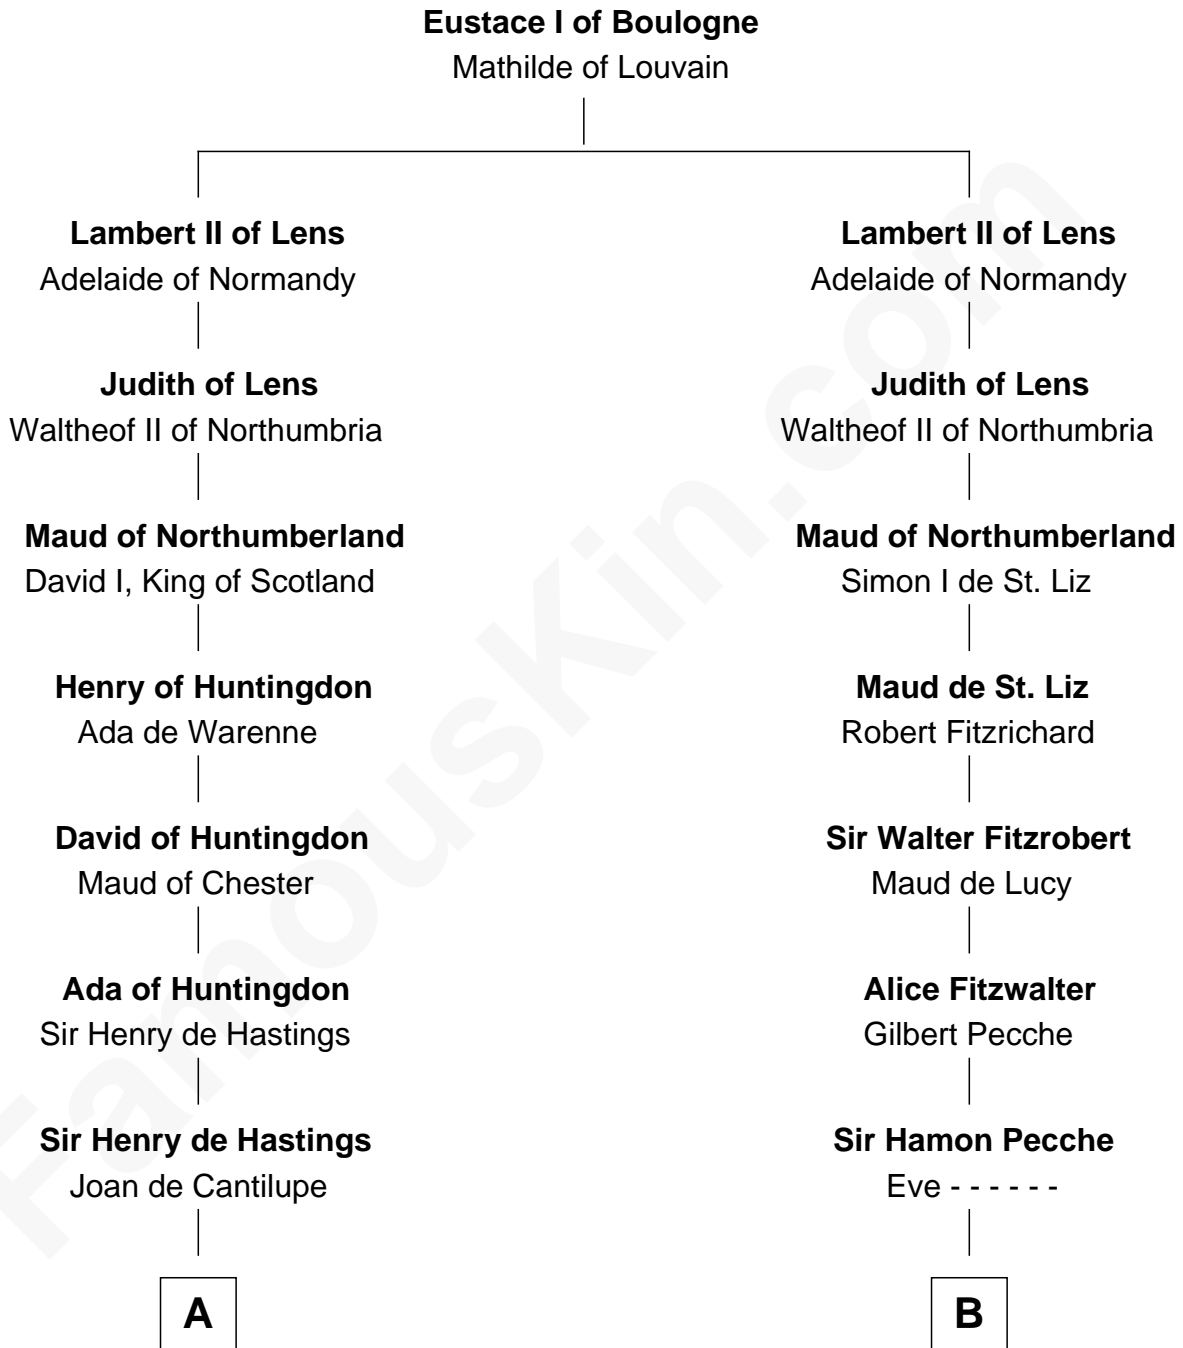 Eustace I of Boulogne
Mathilde of Louvain
Lambert II of Lens
Adelaide of Normandy
Judith of Lens
Waltheof II of Northumbria
Maud of Northumberland
David I, King of Scotland
Henry of Huntingdon
Ada de Warenne
David of Huntingdon
Maud of Chester
Ada of Huntingdon
Sir Henry de Hastings
Sir Henry de Hastings
Joan de Cantilupe
A
Lambert II of Lens
Adelaide of Normandy
Judith of Lens
Waltheof II of Northumbria
Maud of Northumberland
Simon I de St. Liz
Maud de St. Liz
Robert Fitzrichard
Sir Walter Fitzrobert
Maud de Lucy
Alice Fitzwalter
Gilbert Pecche
Sir Hamon Pecche
Eve - - - - - -
B
FamousKin.com